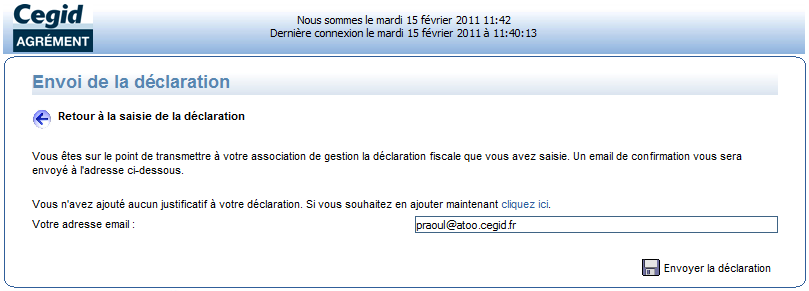 Cegid
AGRÉMENT
Nous sommes le mardi 15 février 2011 11:42
Dernière connexion le mardi 15 février 2011 à 11:40:13
Envoi de la déclaration
Retour à la saisie de la déclaration
Vous êtes sur le point de transmettre à votre association de gestion la déclaration fiscale que vous avez saisie. Un email de confirmation vous sera
envoyé à l'adresse ci-dessous.
Vous n'avez ajouté aucun justificatif à votre déclaration. Si vous souhaitez en ajouter maintenant cliquez ici.
Votre adresse email :
praoul@atoo.cegid.fr
Envoyer la déclaration